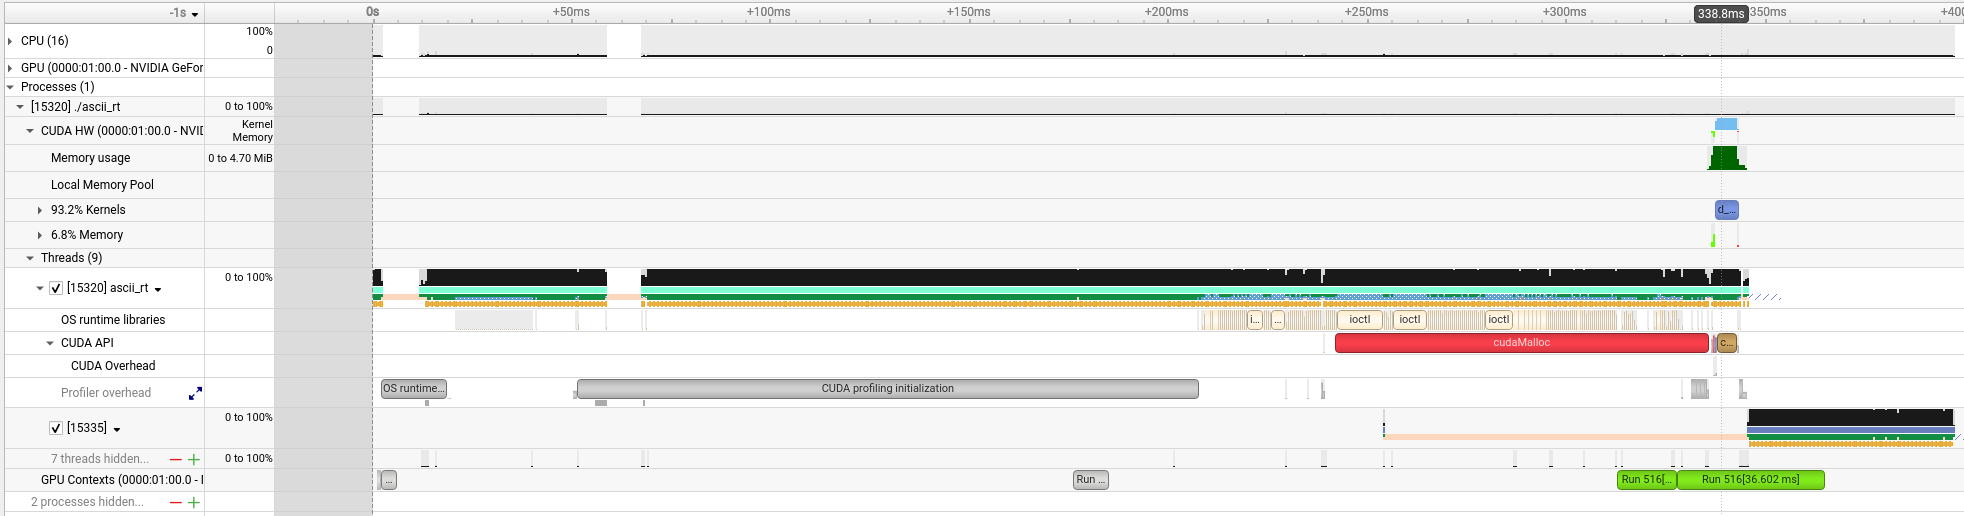 -1s 0s +50ms +100ms +150ms +200ms +250ms +300ms 338.8ms 350ms +400
CPU (16) 100%
0
GPU (0000:01:00.0 - NVIDIA GeFor
Processes (1)
[15320] ./ascii_rt 0 to 100%
CUDA HW (0000:01:00.0 - NVID Kernel
Memory
Memory usage 0 to 4.70 MiB
Local Memory Pool
93.2% Kernels d_...
6.8% Memory
Threads (9)
[15320] ascii_rt 0 to 100%
OS runtime libraries i... ... ioctl ioctl ioctl
CUDA API cudaMalloc c...
CUDA Overhead
Profiler overhead OS runtime... CUDA profiling initialization
[15335] 0 to 100%
7 threads hidden... 0 to 100%
GPU Contexts (0000:01:00.0 - ... Run ... Run 516[... Run 516[36.602 ms]
2 processes hidden...